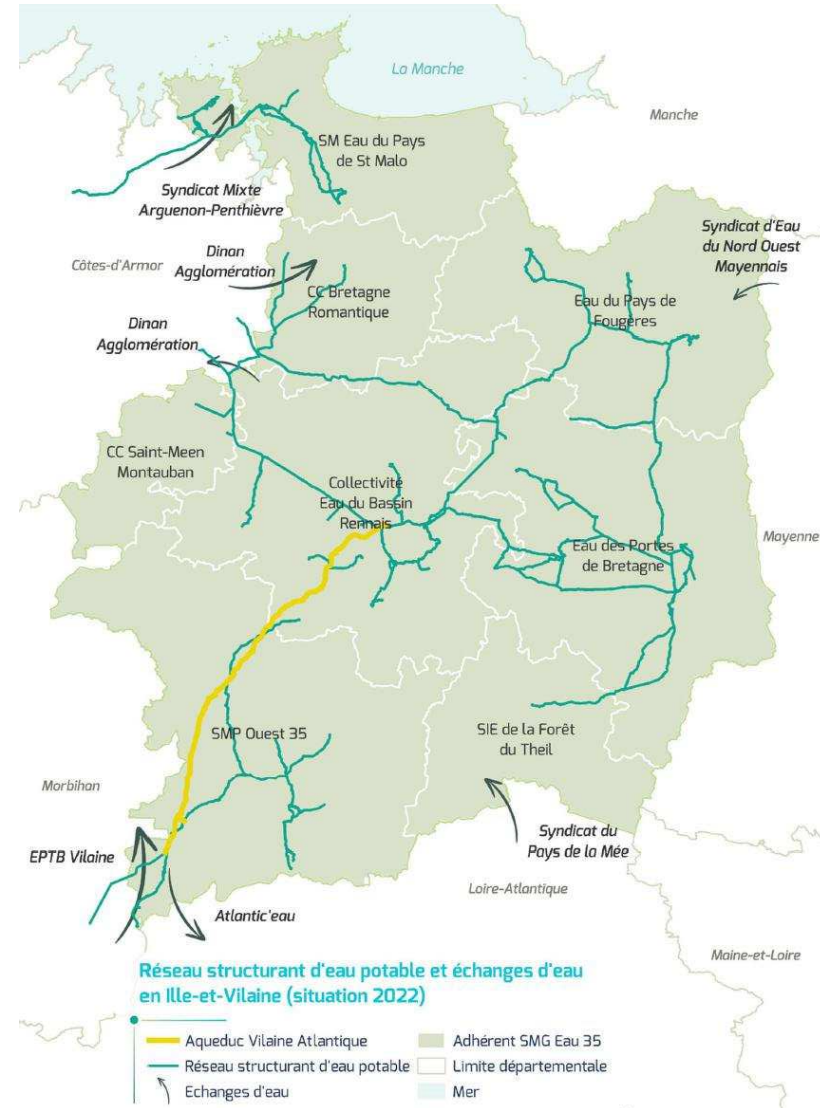 La Manche
Manche
SM Eau du Pays
de St Malo
Syndicat Mixte
Arguenon-Penthièvre
Syndicat d'Eau
du Nord Ouest
Mayennais
Dinan
Agglomération
Côtes-d'Armor
CC Bretagne
Romantique
Eau du Pays de
Fougères
Dinan
Agglomération
CC Saint-Meen
Montauban
Collectivité
Eau du Bassin
Rennais
Mayenne
Eau des Portes
de Bretagne
SMP Ouest 35
SIE de la Forêt
du Theil
Morbihan
Syndicat du
Pays de la Mée
EPTB Vilaine
Loire-Atlantique
Atlantic'eau
Maine-et-Loire
Réseau structurant d'eau potable et échanges d'eau
en Ille-et-Vilaine (situation 2022)
Aqueduc Vilaine Atlantique
Adhérent SMG Eau 35
Réseau structurant d'eau potable
Limite départementale
Echanges d'eau
Mer